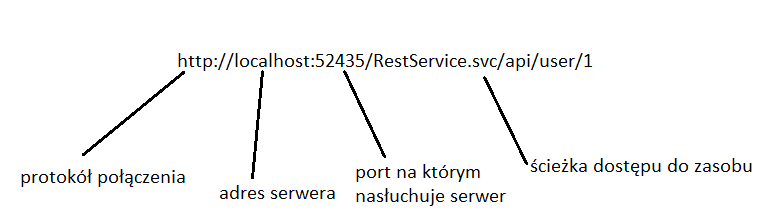 http://localhost:52435/RestService.svc/api/user/1
protokół połączenia
adres serwera
port na którym
nasłuchuje serwer
ścieżka dostępu do zasobu